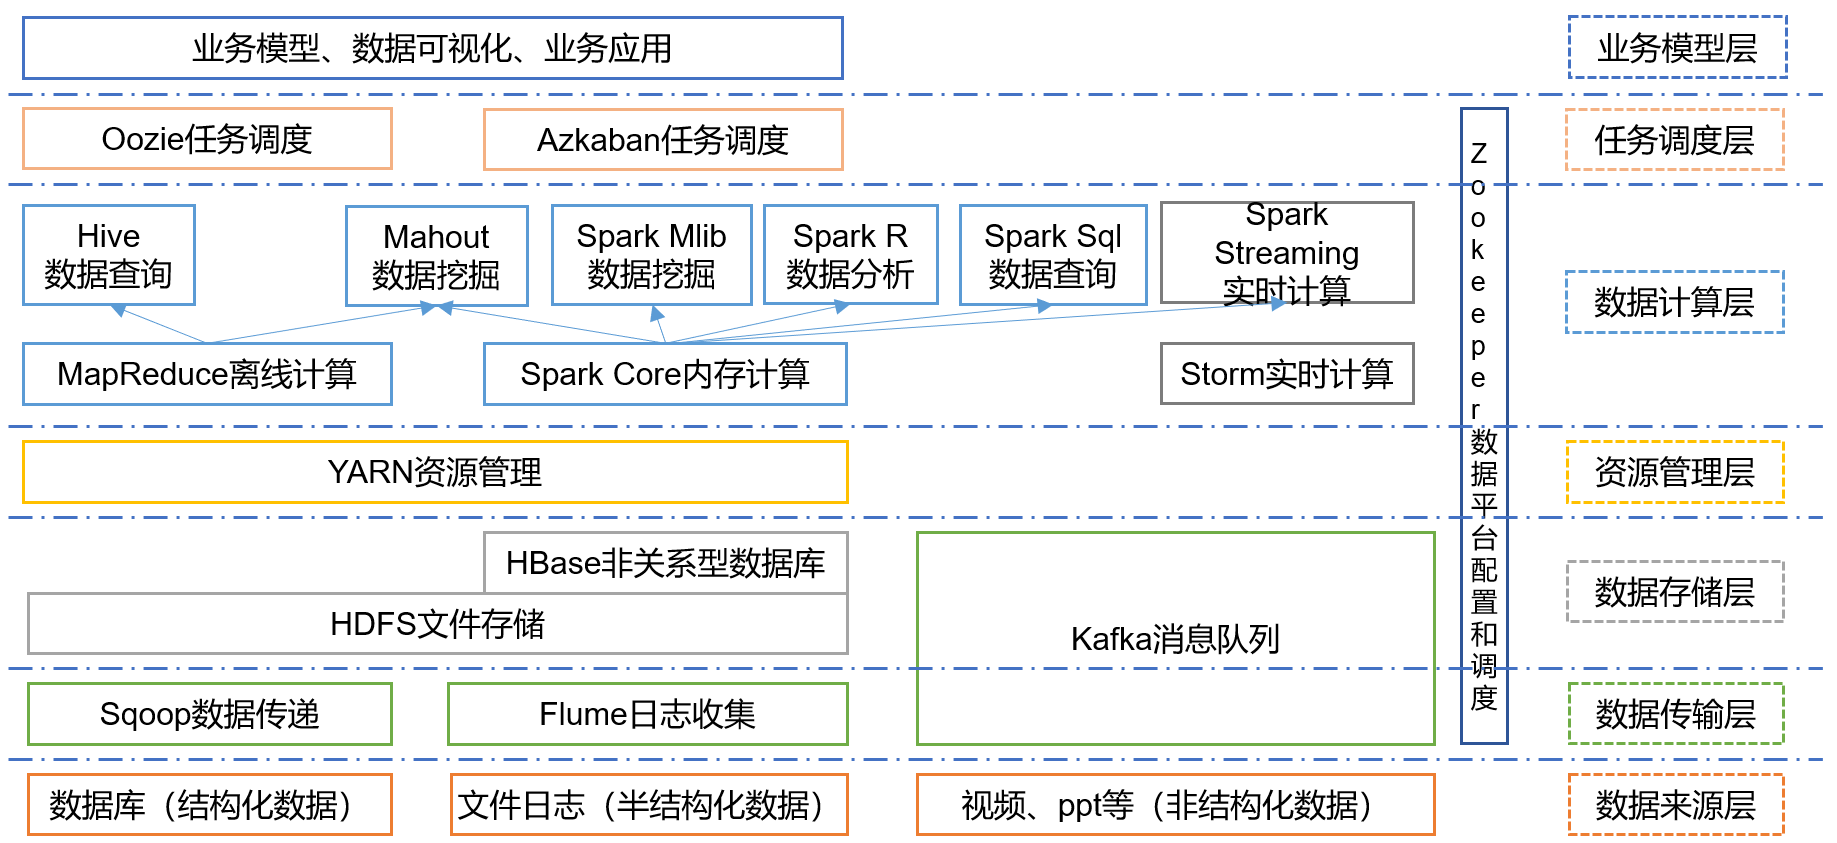 业务模型、数据可视化、业务应用
业务模型层
Oozie任务调度
Azkaban任务调度
任务调度层
Hive
数据查询
Mahout
数据挖掘
Spark Mlib
数据挖掘
Spark R
数据分析
Spark Sql
数据查询
Spark
Streaming
实时计算
数据计算层
MapReduce离线计算
Spark Core内存计算
Storm实时计算
Zookeeper数据平台配置和调度
YARN资源管理
资源管理层
HBase非关系型数据库
HDFS文件存储
Kafka消息队列
数据存储层
Sqoop数据传递
Flume日志收集
数据传输层
数据库（结构化数据）
文件日志（半结构化数据）
视频、ppt等（非结构化数据）
数据来源层